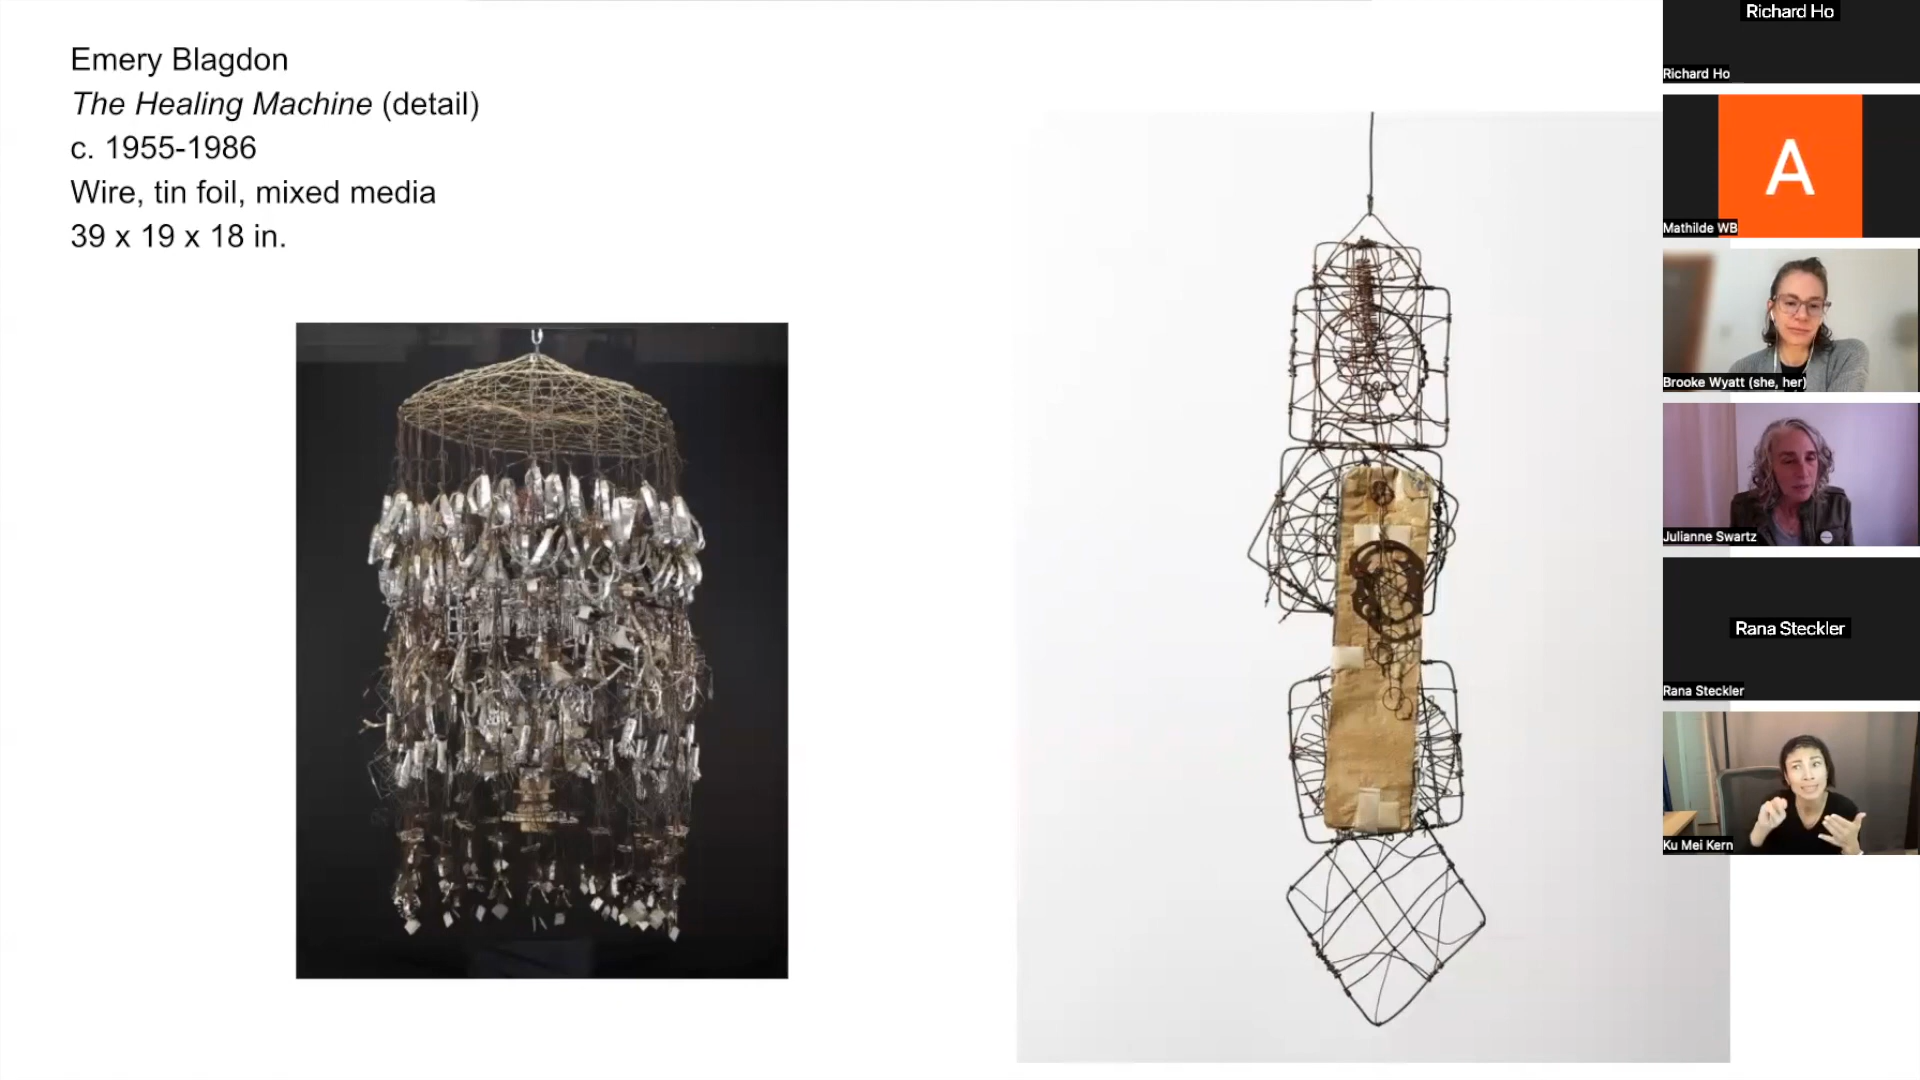 Emery Blagdon
The Healing Machine (detail)
c. 1955-1986
Wire, tin foil, mixed media
39 x 19 x 18 in.
Richard Ho
Richard Ho
A
Mathilde WB
Brooke Wyatt (she, her)
Julianne Swartz
Rana Steckler
Rana Steckler
Ku Mei Kern